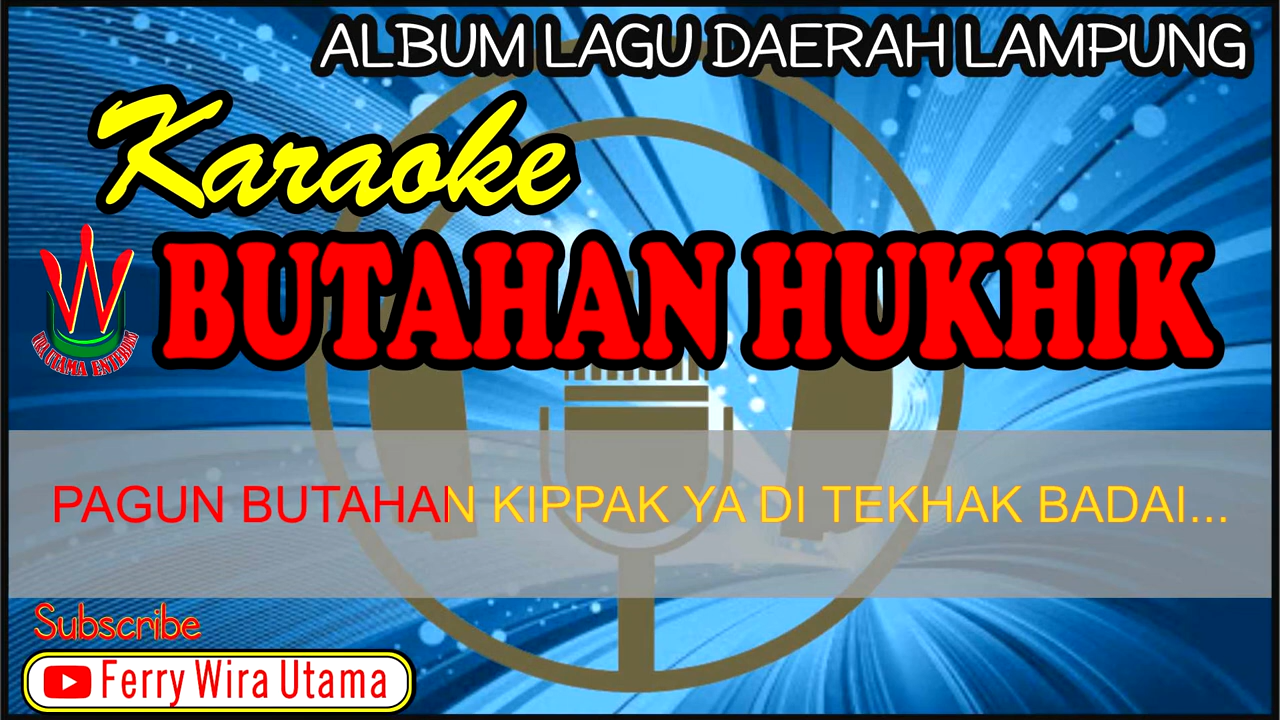 ALBUM LAGU DAERAH LAMPUNG
Karaoke
BUTAHAN HUKHIK
PAGUN BUTAHAN KIPPAK YA DI TEKHAK BADAI...
Subscribe
Ferry Wira Utama